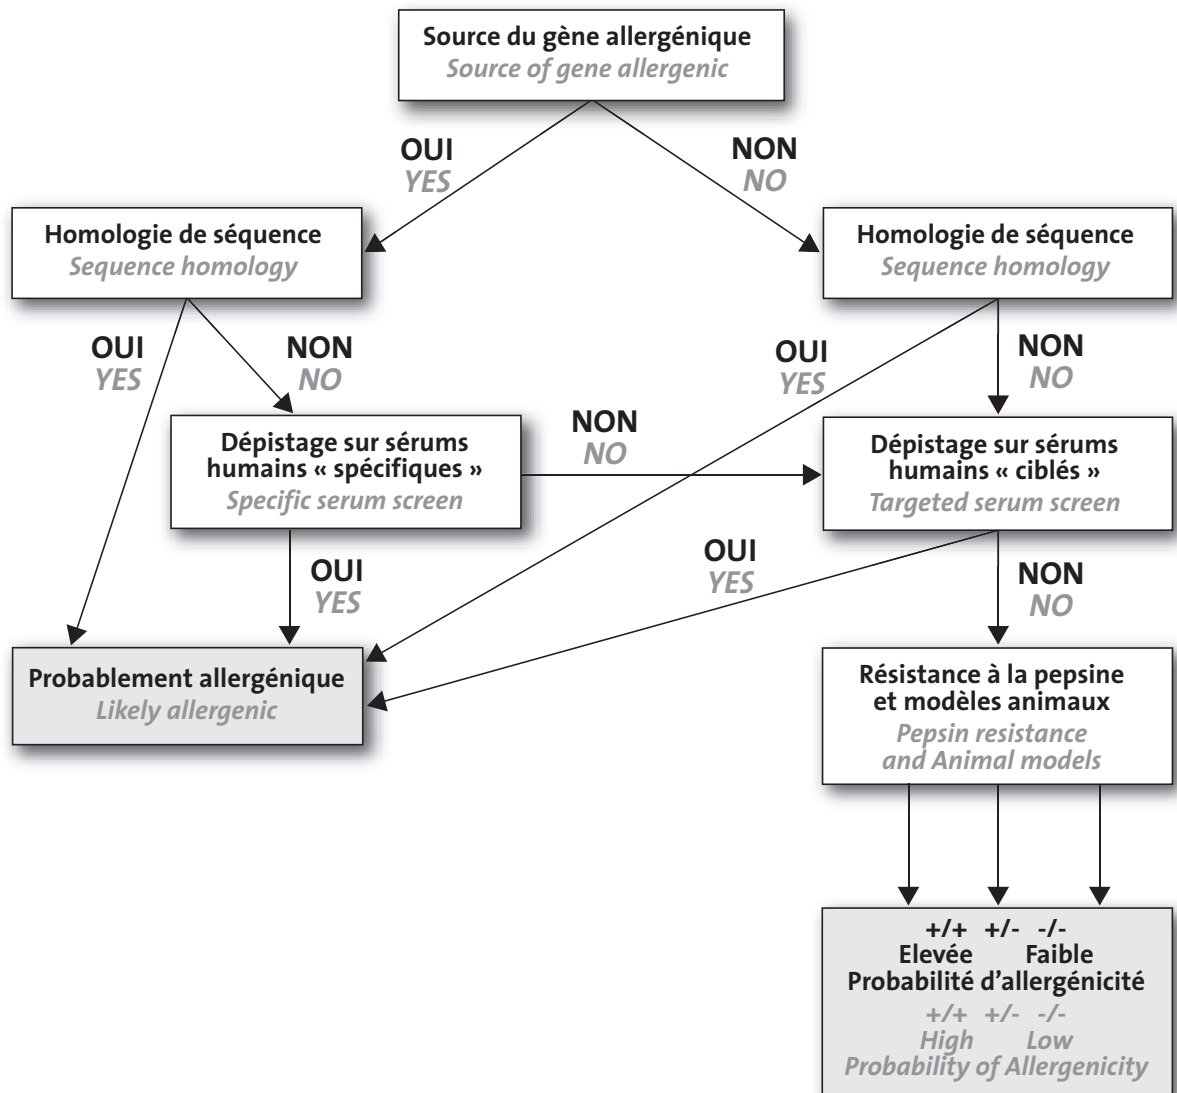 Source du gène allergénique
Source of gene allergenic
OUI
YES
NON
NO
Homologie de séquence
Sequence homology
Homologie de séquence
Sequence homology
OUI
YES
NON
NO
OUI
YES
NON
NO
Dépistage sur sérums
humains « spécifiques »
Specific serum screen
NON
NO
Dépistage sur sérums
humains « ciblés »
Targeted serum screen
OUI
YES
OUI
YES
NON
NO
Probablement allergénique
Likely allergenic
Résistance à la pepsine
et modèles animaux
Pepsin resistance
and Animal models
+/+ +/- -/-
Elevée Faible
Probabilité d'allergénicité
+/+ +/- -/-
High Low
Probability of Allergenicity